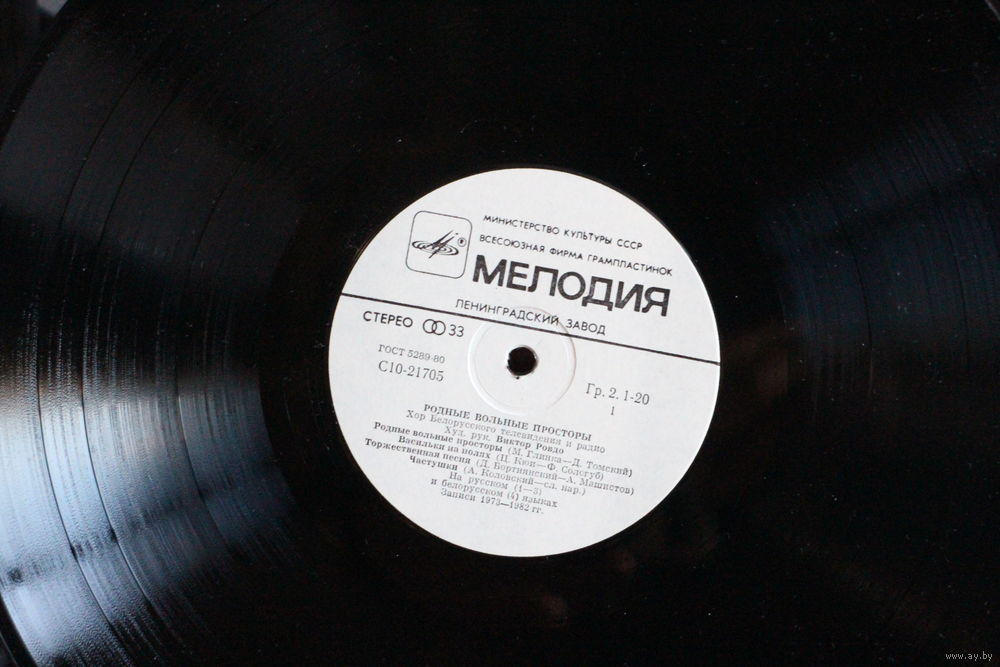 МИНИСТЕРСТВО КУЛЬТУРЫ СССР
ВСЕСОЮЗНАЯ ФИРМА ГРАМПЛАСТИНОК
МЕЛОДИЯ
ЛЕНИНГРАДСКИЙ ЗАВОД
СТЕРЕО 33
ГОСТ 5289-80
С10-21705
Гр. 2. 1-20
1
РОДНЫЕ ВОЛЬНЫЕ ПРОСТОРЫ
Хор Белорусского телевидения и радио
Худ. рук. Виктор Ровдо
Родные вольные просторы (М. Глинка—Д. Томский)
Васильки на полях (Ц. Кюи—Ф. Сологуб)
Торжественная песня (Д. Бортнянский—А. Машистов)
Частушки (А. Коловский—сл. нар.)
На русском (1—3)
и белорусском (4) языках
Записи 1973—1982 гг.
www.ay.by